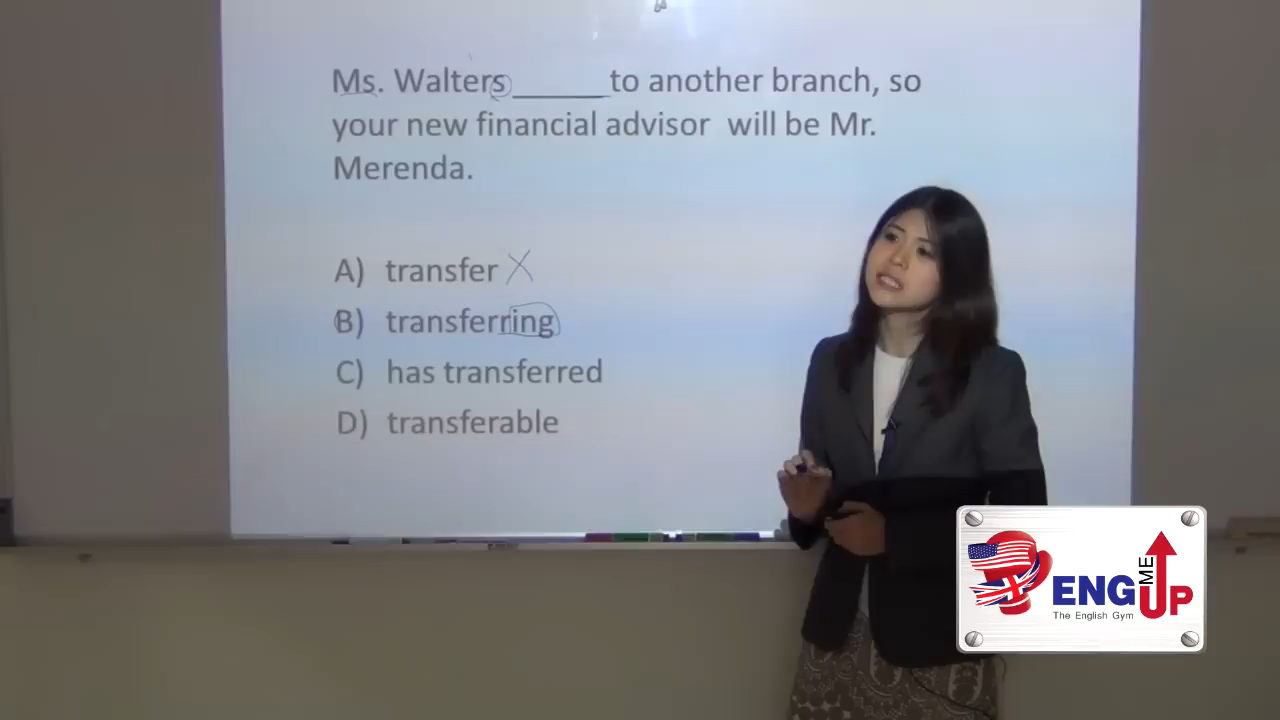 Ms. Walters ______ to another branch, so
your new financial advisor will be Mr.
Merenda.
A) transfer X
B) transferring
C) has transferred
D) transferable
ENG ME UP
The English Gym